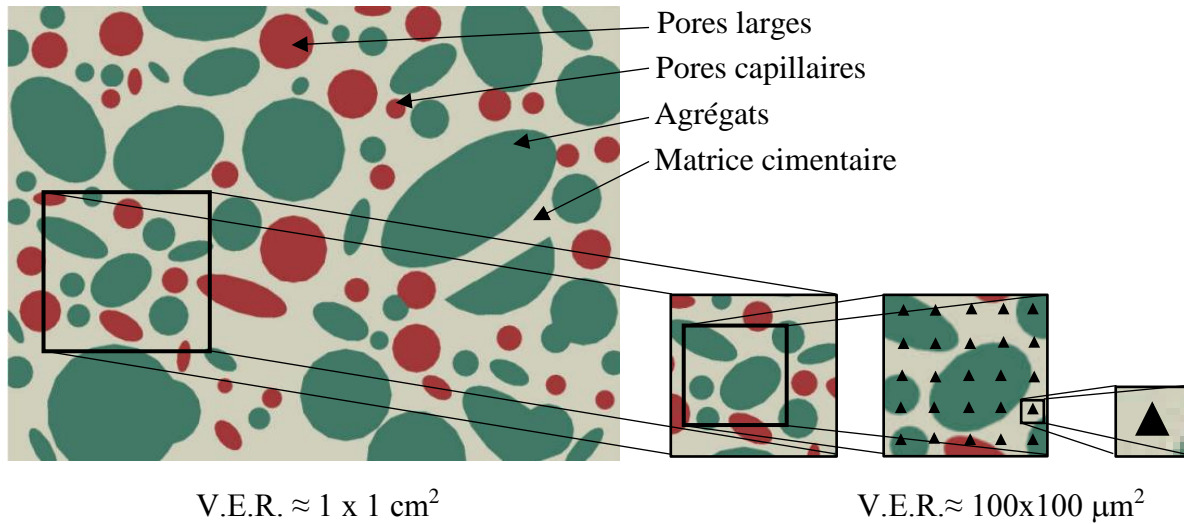 Pores larges
Pores capillaires
Agrégats
Matrice cimentaire
V.E.R. ≈ 1 x 1 cm²
V.E.R.≈ 100x100 μm²